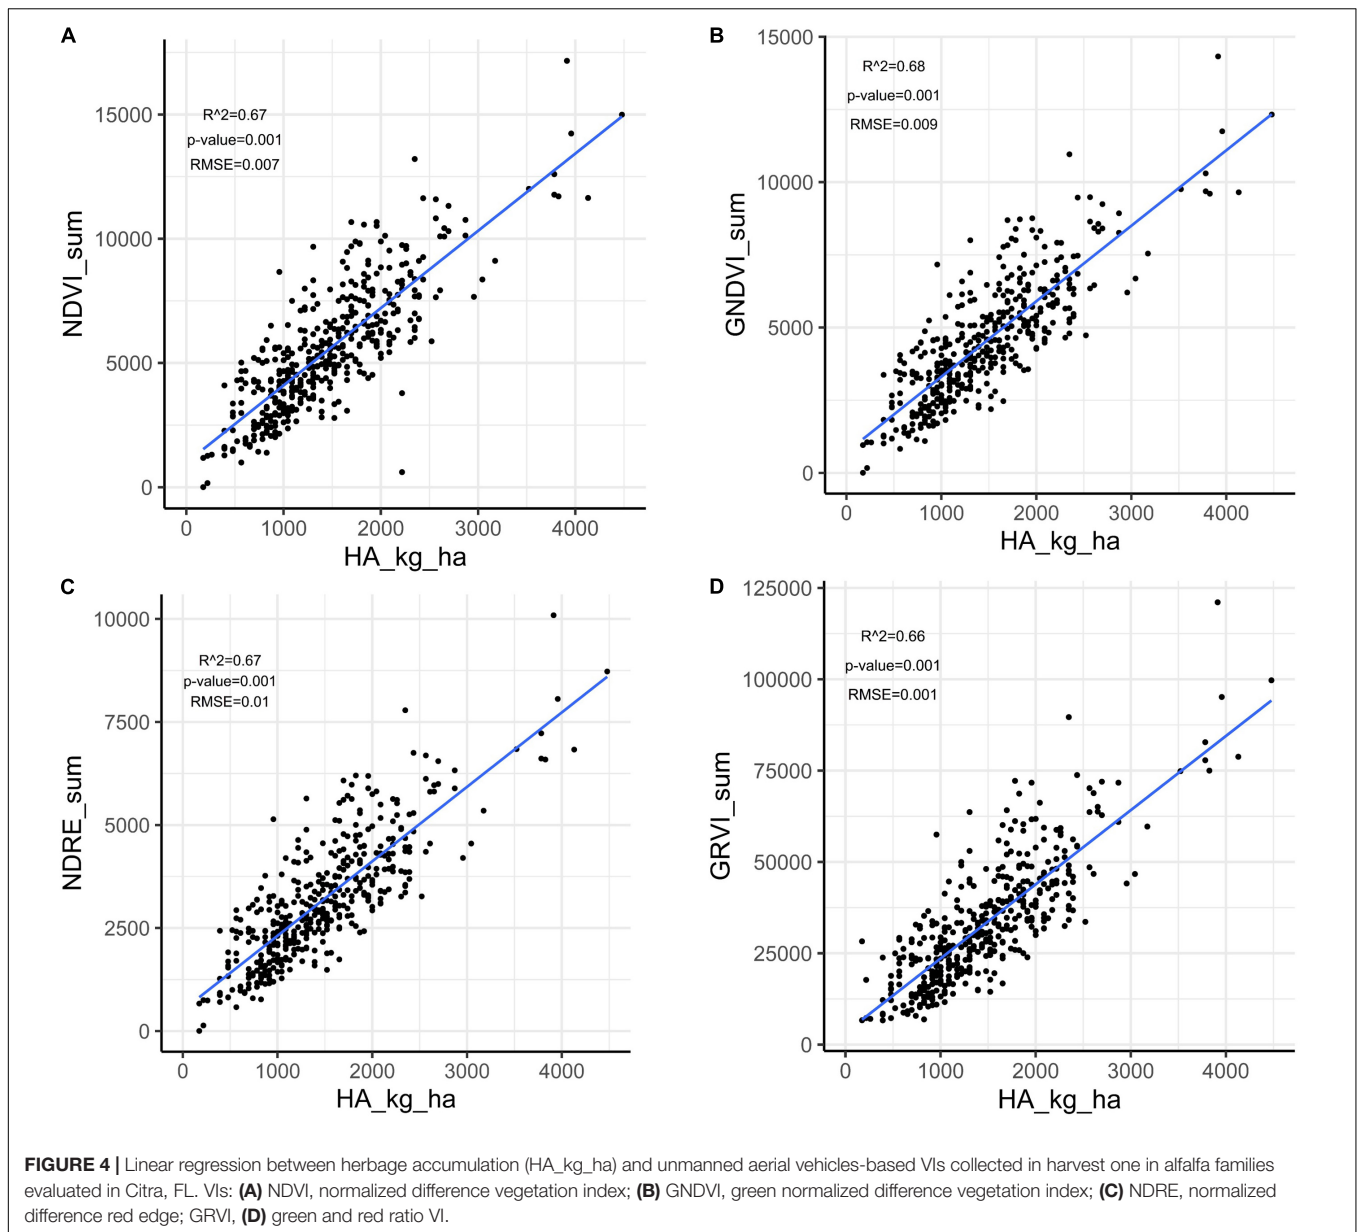 A
R^2=0.67
p-value=0.001
RMSE=0.007
NDVI_sum
15000
10000
5000
0
0 1000 2000 3000 4000
HA_kg_ha
B
R^2=0.68
p-value=0.001
RMSE=0.009
GNDVI_sum
15000
10000
5000
0
0 1000 2000 3000 4000
HA_kg_ha
C
R^2=0.67
p-value=0.001
RMSE=0.01
NDRE_sum
10000
7500
5000
2500
0
0 1000 2000 3000 4000
HA_kg_ha
D
R^2=0.66
p-value=0.001
RMSE=0.001
GRVI_sum
125000
100000
75000
50000
25000
0
0 1000 2000 3000 4000
HA_kg_ha
FIGURE 4 | Linear regression between herbage accumulation (HA_kg_ha) and unmanned aerial vehicles-based VIs collected in harvest one in alfalfa families
evaluated in Citra, FL. VIs: (A) NDVI, normalized difference vegetation index; (B) GNDVI, green normalized difference vegetation index; (C) NDRE, normalized
difference red edge; GRVI, (D) green and red ratio VI.